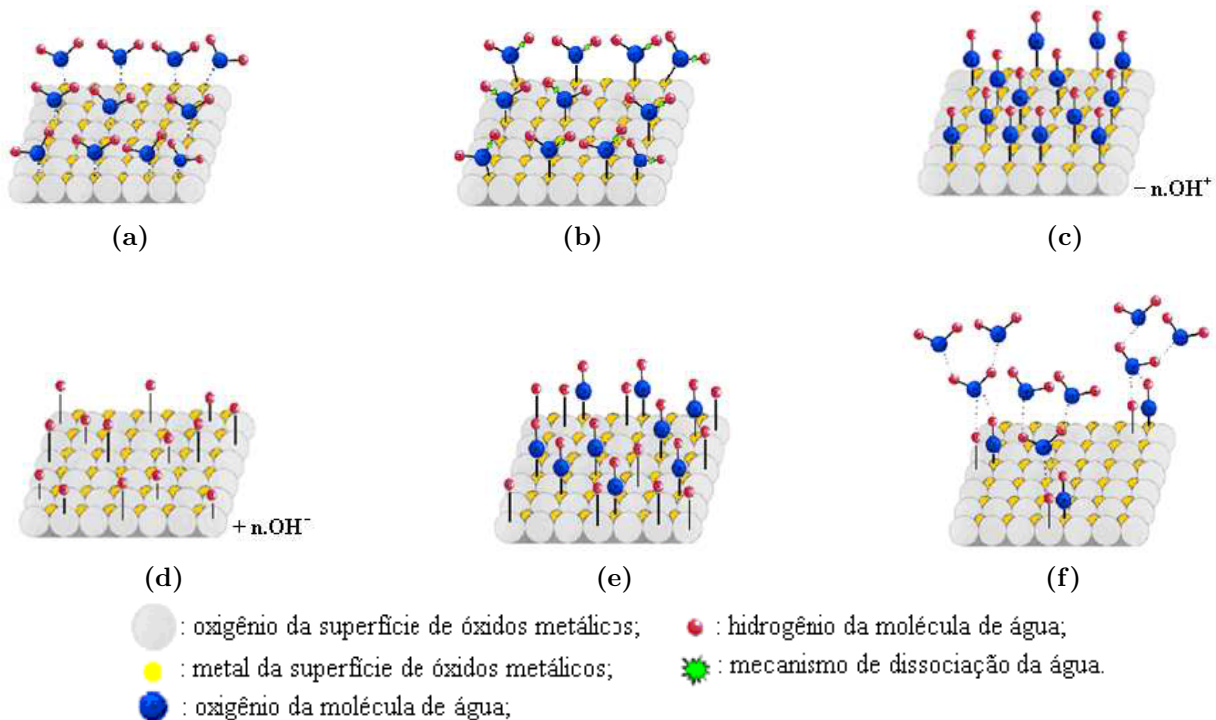 (a)
(b)
− n.OH⁺
(c)
+ n.OH⁻
(d)
(e)
(f)
: oxigênio da superfície de óxidos metálicos;
: hidrogênio da molécula de água;
: metal da superfície de óxidos metálicos;
: mecanismo de dissociação da água.
: oxigênio da molécula de água;